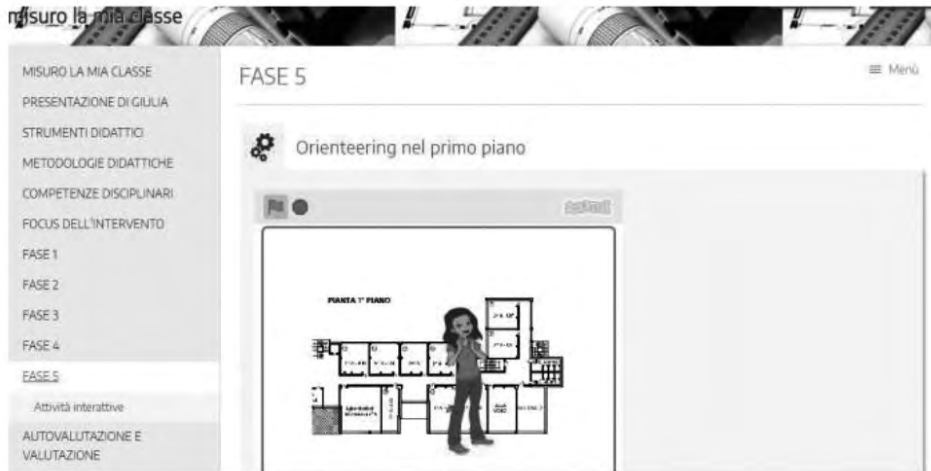 misuro la mia classe
MISURO LA MIA CLASSE
PRESENTAZIONE DI GIULIA
STRUMENTI DIDATTICI
METODOLOGIE DIDATTICHE
COMPETENZE DISCIPLINARI
FOCUS DELL'INTERVENTO
FASE 1
FASE 2
FASE 3
FASE 4
FASE 5
Attività interattive
AUTOVALUTAZIONE E
VALUTAZIONE
FASE 5
Menù
Orienteering nel primo piano
PIANTA 1° PIANO